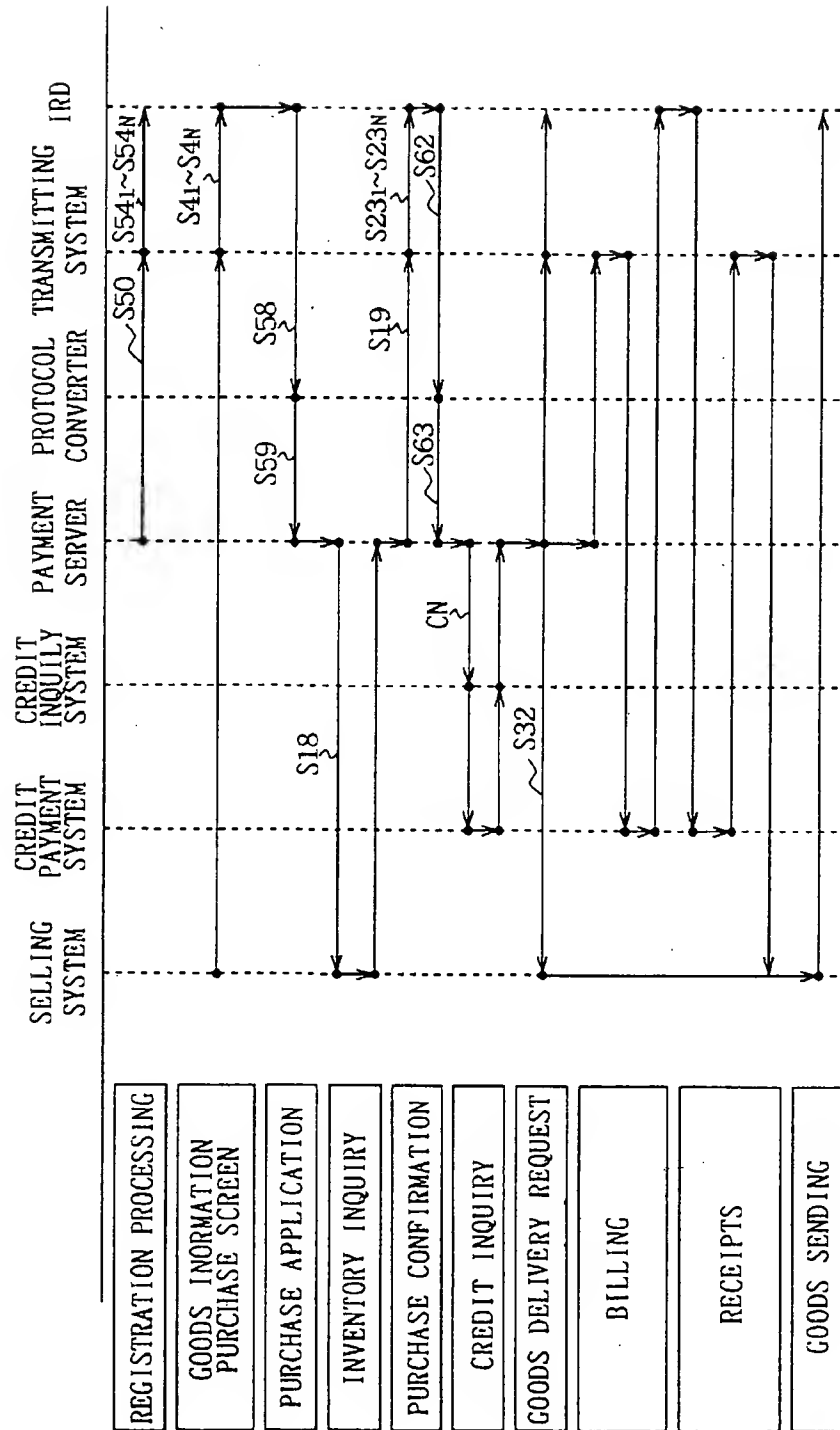 SELLING
SYSTEM
CREDIT
PAYMENT
SYSTEM
CREDIT
INQUILY
SYSTEM
PAYMENT
SERVER
PROTOCOL
CONVERTER
TRANSMITTING
SYSTEM
IRD
REGISTRATION PROCESSING
S50
S541~S54N
GOODS INORMATION
PURCHASE SCREEN
S41~S4N
PURCHASE APPLICATION
S59
S58
INVENTORY INQUIRY
S18
PURCHASE CONFIRMATION
S19
S231~S23N
S63
S62
CREDIT INQUIRY
CN
GOODS DELIVERY REQUEST
S32
BILLING
RECEIPTS
GOODS SENDING